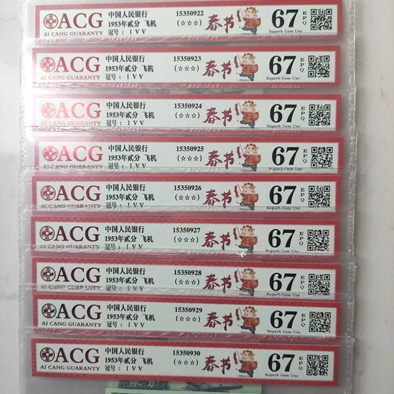 ACG 中国人民银行 15350922 春节 67 EPQ
AI CANG GUARANTY 1953年贰分 飞机 (☆☆☆)
冠号: I V V Superb Gem Unc
ACG 中国人民银行 15350923 春节 67 EPQ
AI CANG GUARANTY 1953年贰分 飞机 (☆☆☆)
冠号: I V V Superb Gem Unc
ACG 中国人民银行 15350924 春节 67 EPQ
AI CANG GUARANTY 1953年贰分 飞机 (☆☆☆)
冠号: I V V Superb Gem Unc
ACG 中国人民银行 15350925 春节 67 EPQ
AI CANG GUARANTY 1953年贰分 飞机 (☆☆☆)
冠号: I V V Superb Gem Unc
ACG 中国人民银行 15350926 春节 67 EPQ
AI CANG GUARANTY 1953年贰分 飞机 (☆☆☆)
冠号: I V V Superb Gem Unc
ACG 中国人民银行 15350927 春节 67 EPQ
AI CANG GUARANTY 1953年贰分 飞机 (☆☆☆)
冠号: I V V Superb Gem Unc
ACG 中国人民银行 15350928 春节 67 EPQ
AI CANG GUARANTY 1953年贰分 飞机 (☆☆☆)
冠号: I V V Superb Gem Unc
ACG 中国人民银行 15350929 春节 67 EPQ
AI CANG GUARANTY 1953年贰分 飞机 (☆☆☆)
冠号: I V V Superb Gem Unc
ACG 中国人民银行 15350930 春节 67 EPQ
AI CANG GUARANTY 1953年贰分 飞机 (☆☆☆)
冠号: I V V Superb Gem Unc